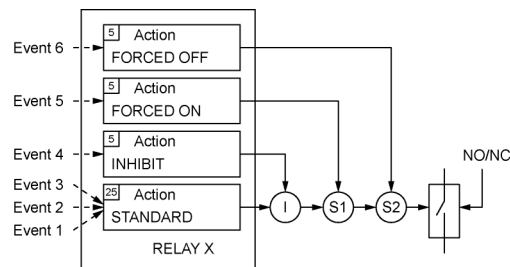 Event 6
5 Action
FORCED OFF
Event 5
5 Action
FORCED ON
Event 4
5 Action
INHIBIT
NO/NC
Event 3
Event 2
Event 1
25 Action
STANDARD
I
S1
S2
RELAY X